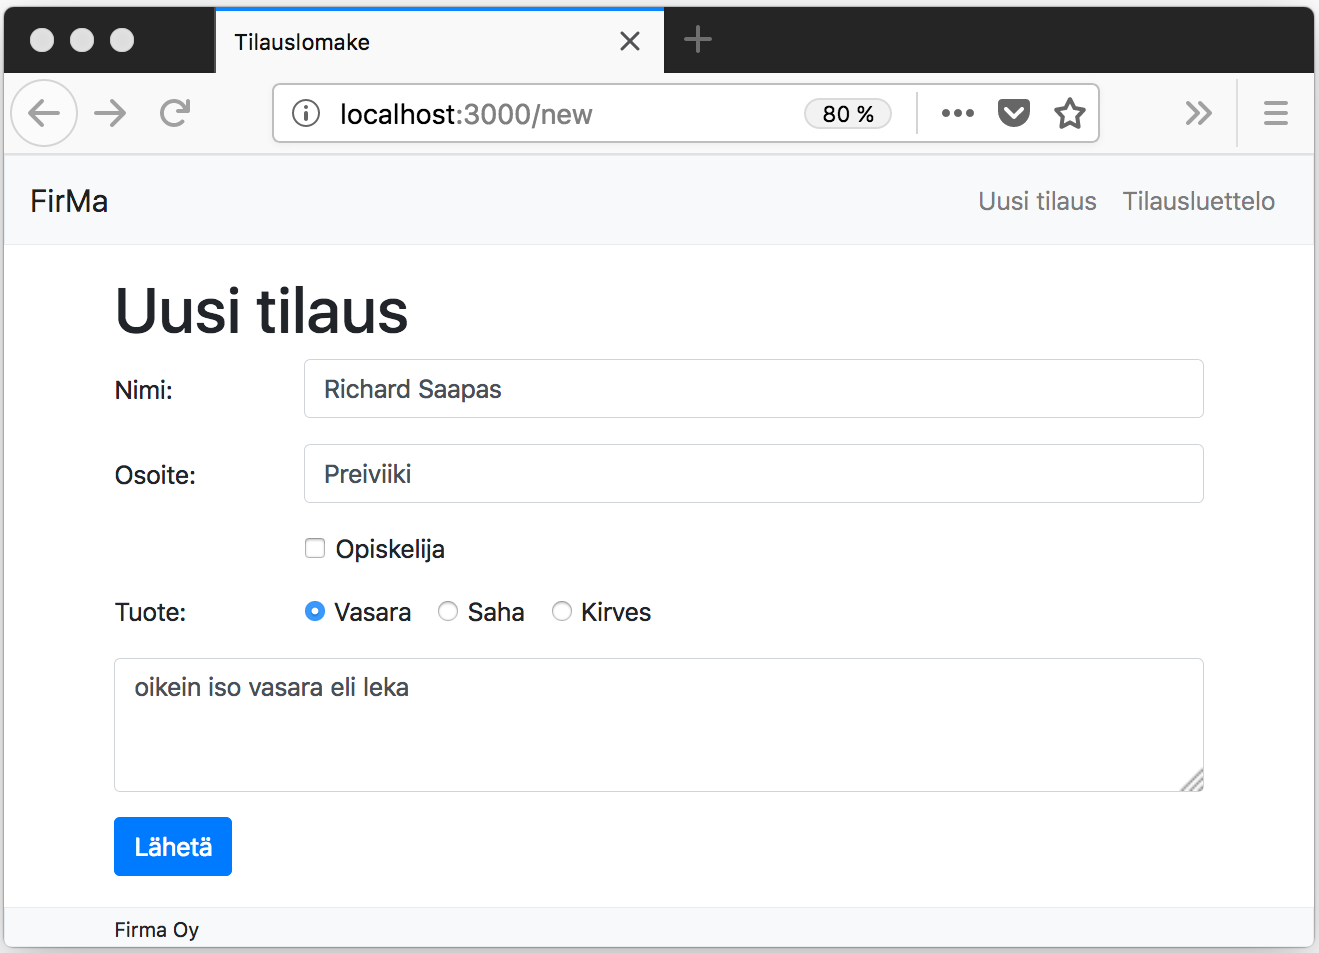 Tilauslomake
localhost:3000/new
80 %
FirMa
Uusi tilaus
Tilausluettelo
Uusi tilaus
Nimi:
Richard Saapas
Osoite:
Preiviiki
Opiskelija
Tuote:
Vasara Saha Kirves
oikein iso vasara eli leka
Lähetä
Firma Oy